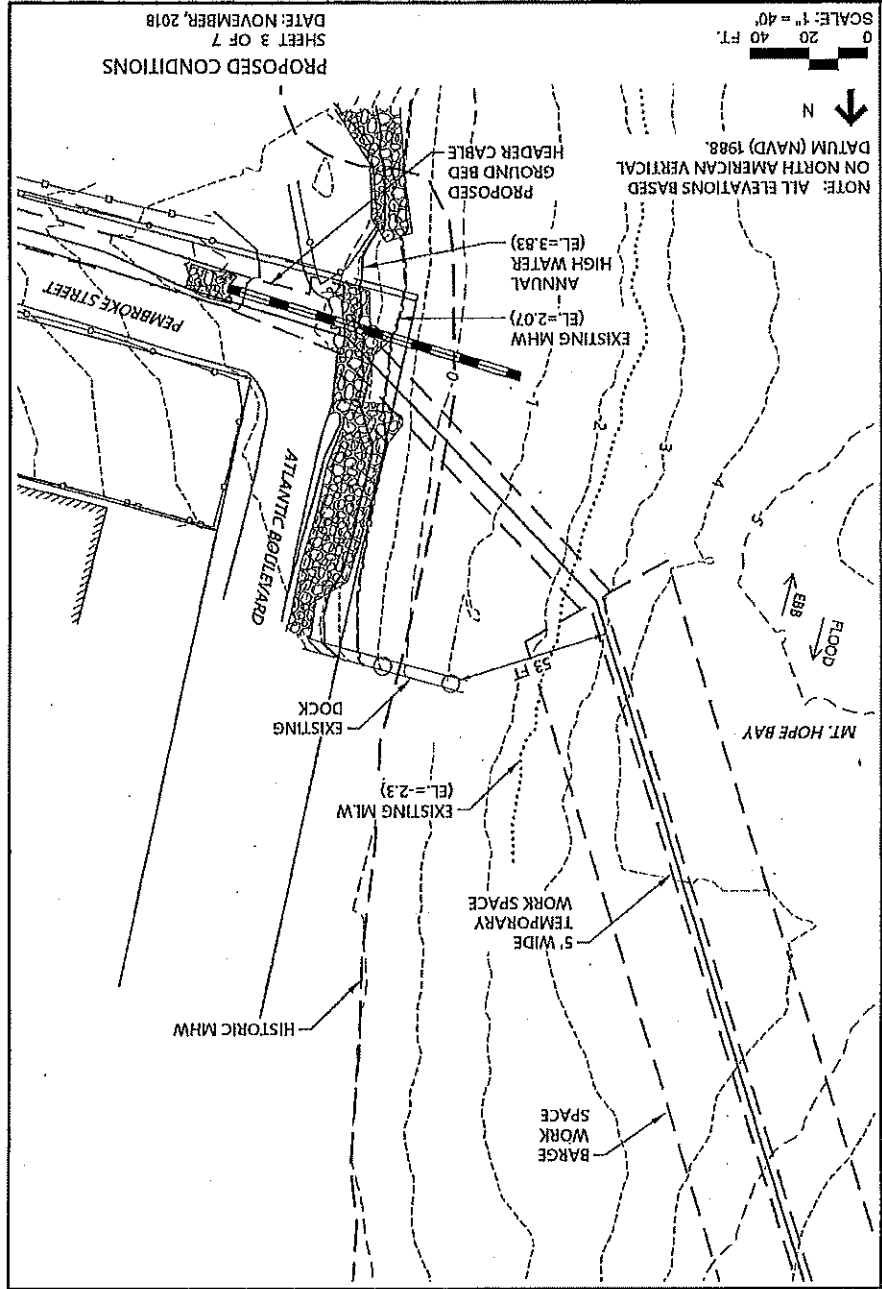 BARGE
WORK
SPACE
HISTORIC MHW
5' WIDE
TEMPORARY
WORK SPACE
EXISTING MLW
(EL.=-2.3)
MT. HOPE BAY
EXISTING
DOCK
53 FT
FLOOD
EBB
-5
-5
-4
-3
-2
-2
-1
0
ATLANTIC BOULEVARD
PEMBROKE STREET
EXISTING MHW
(EL=2.07)
ANNUAL
HIGH WATER
(EL=3.83)
PROPOSED
GROUND BED
HEADER CABLE
NOTE: ALL ELEVATIONS BASED
ON NORTH AMERICAN VERTICAL
DATUM (NAVD) 1988.
N
0 20 40 FT.
SCALE: 1" = 40'
PROPOSED CONDITIONS
SHEET 3 OF 7
DATE: NOVEMBER, 2018